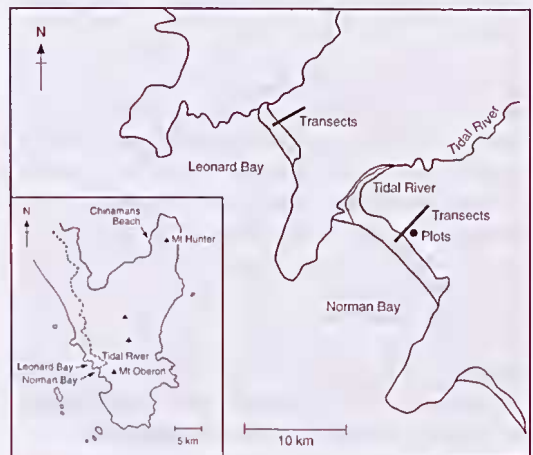 N
Transects
Leonard Bay
Tidal River
Tidal River
Transects
Plots
Norman Bay
10 km
N
Chinamans
Beach
Mt Hunter
Tidal River
Leonard Bay
Norman Bay
Mt Oberon
5 km